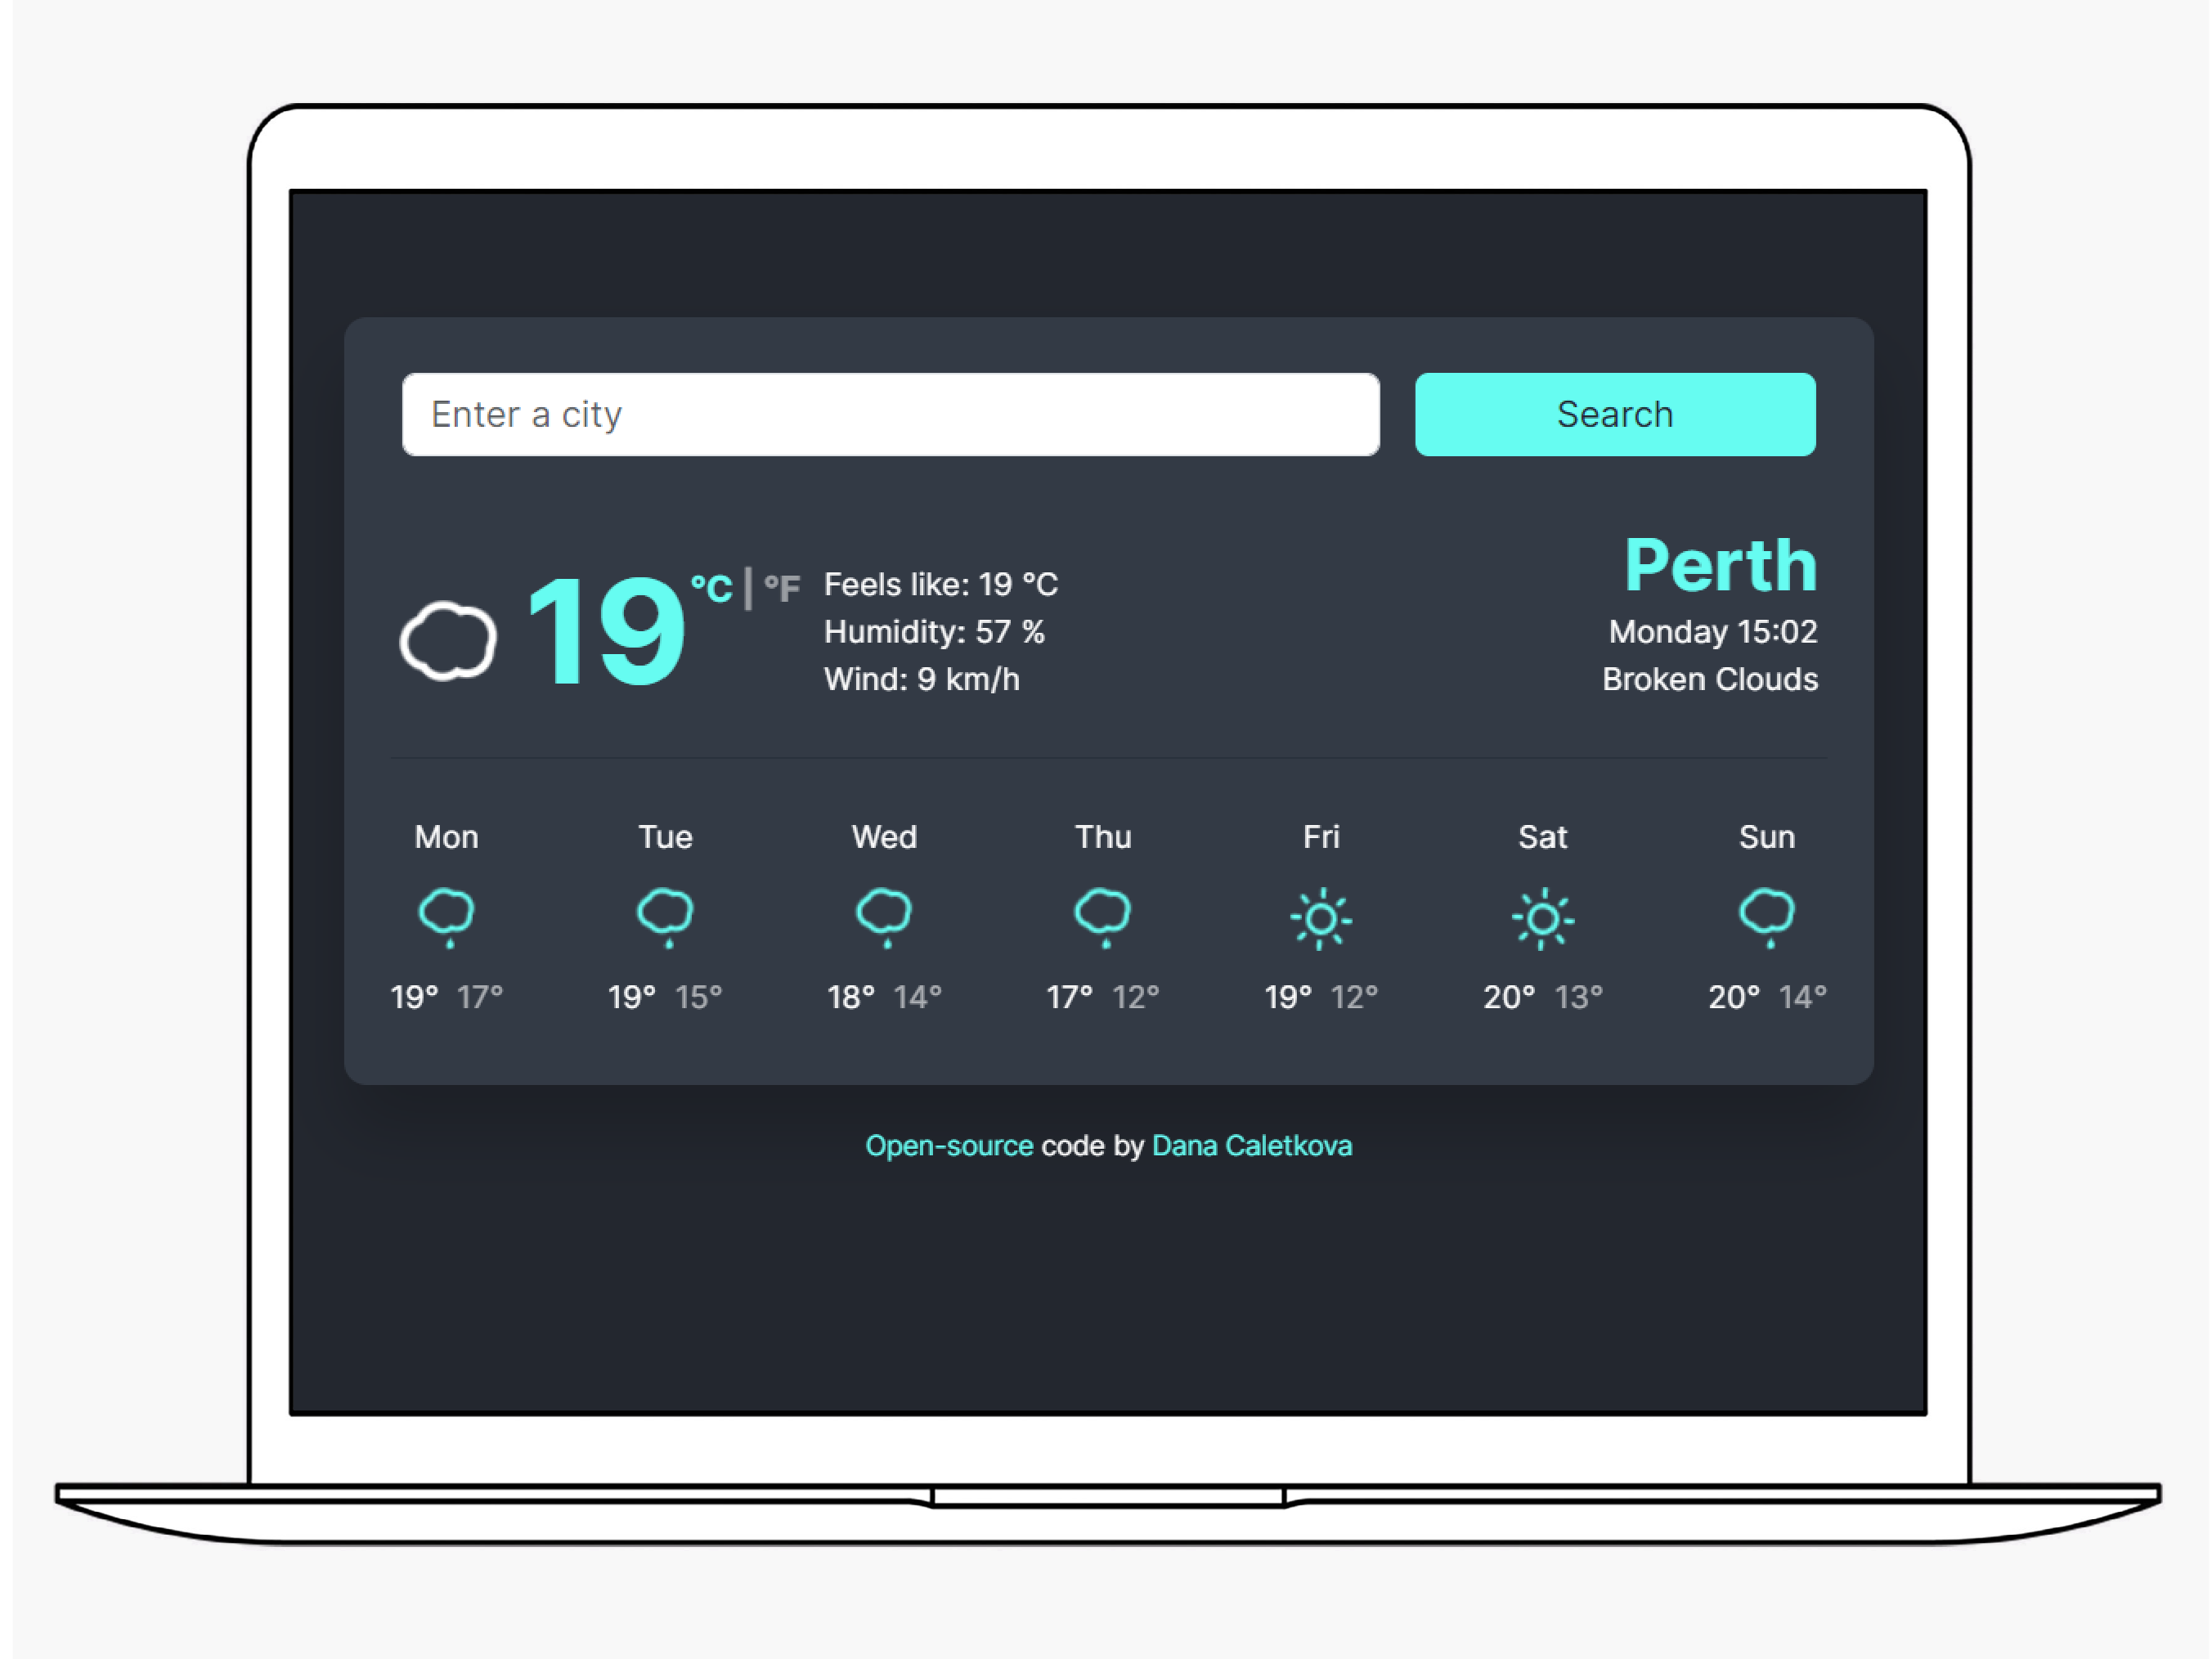 Enter a city
Search
19 °C | °F
Feels like: 19 °C
Humidity: 57 %
Wind: 9 km/h
Perth
Monday 15:02
Broken Clouds
Mon Tue Wed Thu Fri Sat Sun
19° 17° 19° 15° 18° 14° 17° 12° 19° 12° 20° 13° 20° 14°
Open-source code by Dana Caletkova